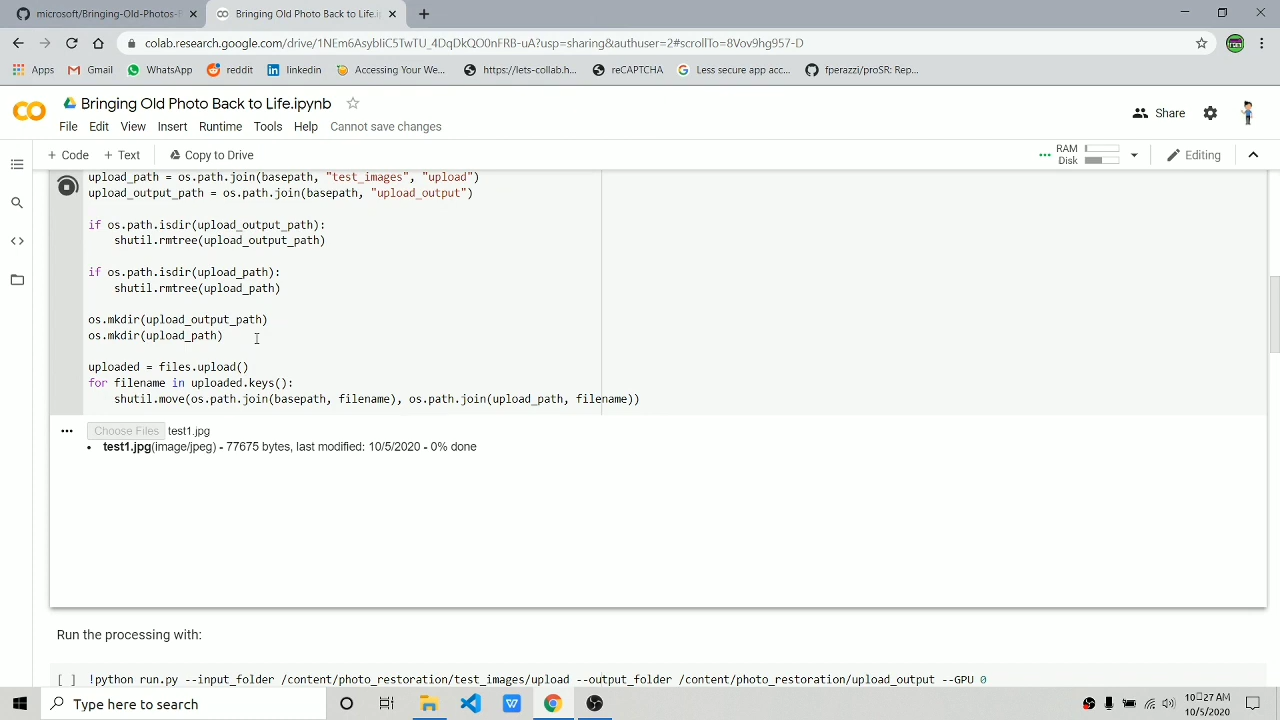 microsoft/Bringing-Old-Photos-B
Bringing Old Photo Back to Life.i
colab.research.google.com/drive/1NEm6AsybIiC5TwTU_4DqDkQO0nFRB-uA?usp=sharing&authuser=2#scrollTo=8Vov9hg957-D
Apps Gmail WhatsApp reddit linkedin Accessing Your We... https://lets-collab.h... reCAPTCHA Less secure app acc... fperazzi/proSR: Rep...
Bringing Old Photo Back to Life.ipynb
Share
File Edit View Insert Runtime Tools Help Cannot save changes
+ Code + Text Copy to Drive RAM Disk Editing
upload_path = os.path.join(basepath, "test_images", "upload")
upload_output_path = os.path.join(basepath, "upload_output")
if os.path.isdir(upload_output_path):
shutil.rmtree(upload_output_path)
if os.path.isdir(upload_path):
shutil.rmtree(upload_path)
os.mkdir(upload_output_path)
os.mkdir(upload_path)
uploaded = files.upload()
for filename in uploaded.keys():
shutil.move(os.path.join(basepath, filename), os.path.join(upload_path, filename))
Choose Files test1.jpg
• test1.jpg(image/jpeg) - 77675 bytes, last modified: 10/5/2020 - 0% done
Run the processing with:
[ ] !python run.py --input_folder /content/photo_restoration/test_images/upload --output_folder /content/photo_restoration/upload_output --GPU 0
Type here to search
10:27 AM
10/5/2020